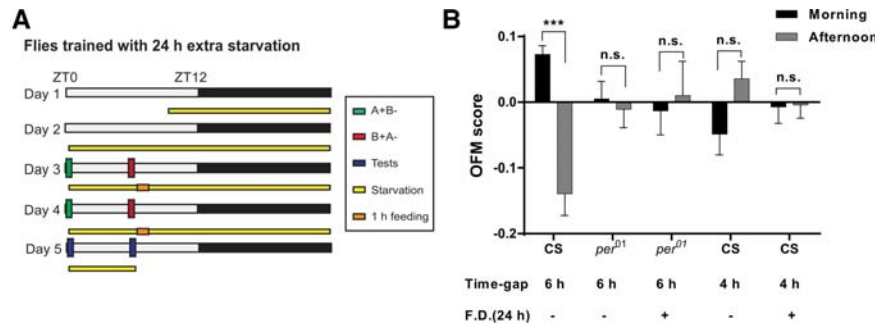 A
Flies trained with 24 h extra starvation
ZT0 ZT12
Day 1
Day 2
Day 3
Day 4
Day 5
A+B-
B+A-
Tests
Starvation
1 h feeding
B
Morning
Afternoon
OFM score
0.1
0.0
-0.1
-0.2
*** n.s. n.s. n.s. n.s.
CS per01 per01 CS CS
Time-gap 6 h 6 h 6 h 4 h 4 h
F.D.(24 h) - - + - +